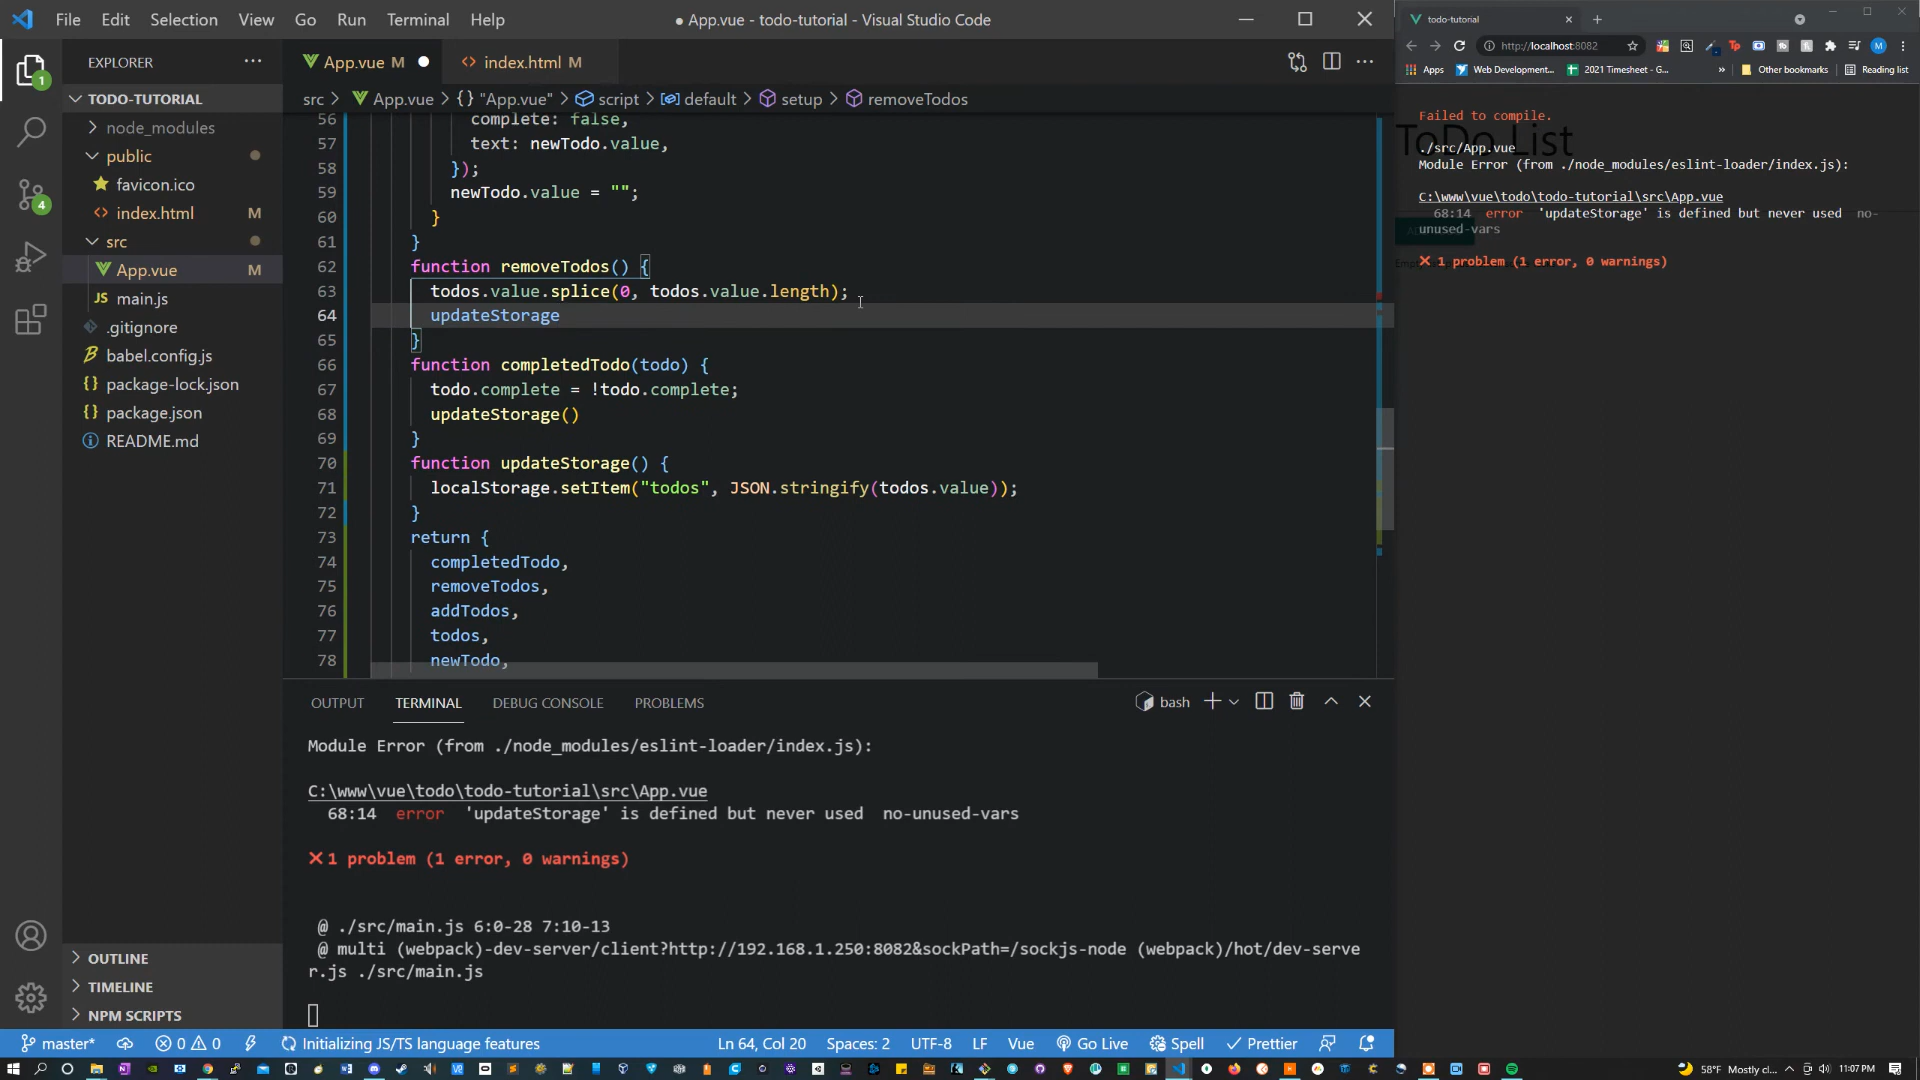 File Edit Selection View Go Run Terminal Help
● App.vue - todo-tutorial - Visual Studio Code
EXPLORER
App.vue M
index.html M
TODO-TUTORIAL
node_modules
public
favicon.ico
index.html M
src
App.vue M
JS main.js
.gitignore
babel.config.js
package-lock.json
package.json
README.md
OUTLINE
TIMELINE
NPM SCRIPTS
1
4
src > App.vue > {} "App.vue" > script > default > setup > removeTodos
56 complete: false,
57 text: newTodo.value,
58 });
59 newTodo.value = "";
60 }
61 }
62 function removeTodos() {
63 todos.value.splice(0, todos.value.length);
64 updateStorage
65 }
66 function completedTodo(todo) {
67 todo.complete = !todo.complete;
68 updateStorage()
69 }
70 function updateStorage() {
71 localStorage.setItem("todos", JSON.stringify(todos.value));
72 }
73 return {
74 completedTodo,
75 removeTodos,
76 addTodos,
77 todos,
78 newTodo,
OUTPUT TERMINAL DEBUG CONSOLE PROBLEMS
bash
Module Error (from ./node_modules/eslint-loader/index.js):
C:\www\vue\todo\todo-tutorial\src\App.vue
68:14 error 'updateStorage' is defined but never used no-unused-vars
1 problem (1 error, 0 warnings)
@ ./src/main.js 6:0-28 7:10-13
@ multi (webpack)-dev-server/client?http://192.168.1.250:8082&sockPath=/sockjs-node (webpack)/hot/dev-serve
r.js ./src/main.js
master* 0 0 Initializing JS/TS language features Ln 64, Col 20 Spaces: 2 UTF-8 LF Vue Go Live Spell Prettier
todo-tutorial
http://localhost:8082
Apps Web Development... 2021 Timesheet - G... » Other bookmarks Reading list
Failed to compile.
ToDo List
./src/App.vue
Module Error (from ./node_modules/eslint-loader/index.js):
C:\www\vue\todo\todo-tutorial\src\App.vue
68:14 error 'updateStorage' is defined but never used no-
unused-vars
1 problem (1 error, 0 warnings)
58°F Mostly cl... 11:07 PM